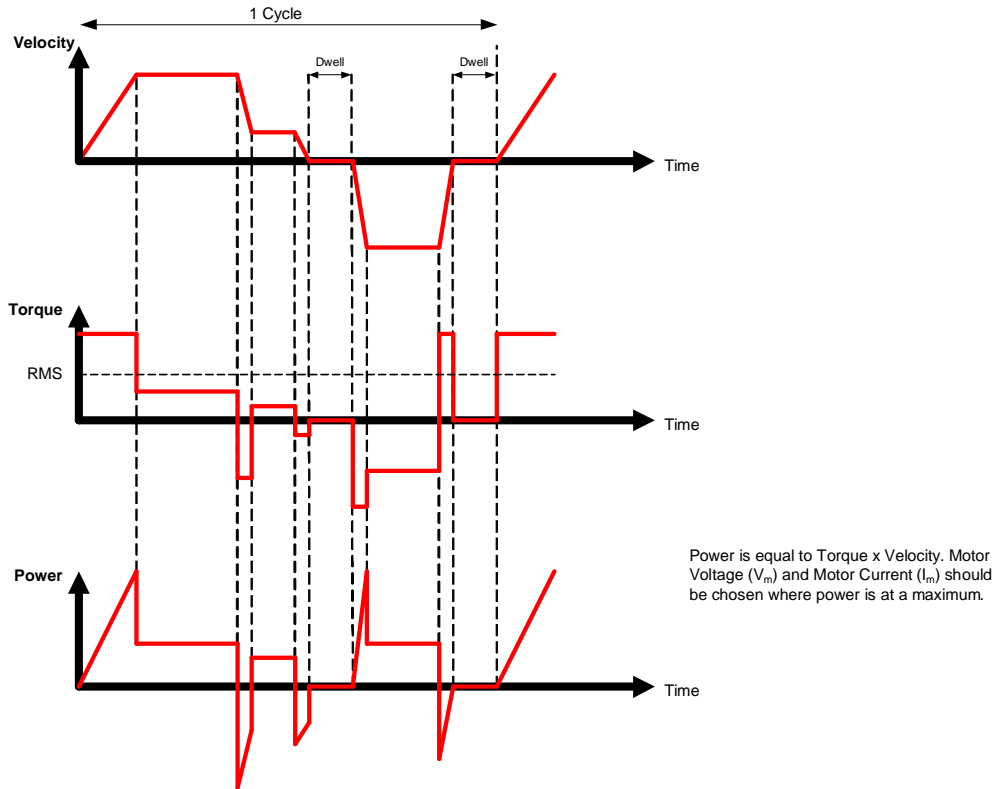 1 Cycle
Velocity
Dwell
Dwell
Time
Torque
RMS
Time
Power
Power is equal to Torque x Velocity. Motor
Voltage (Vm) and Motor Current (Im) should
be chosen where power is at a maximum.
Time